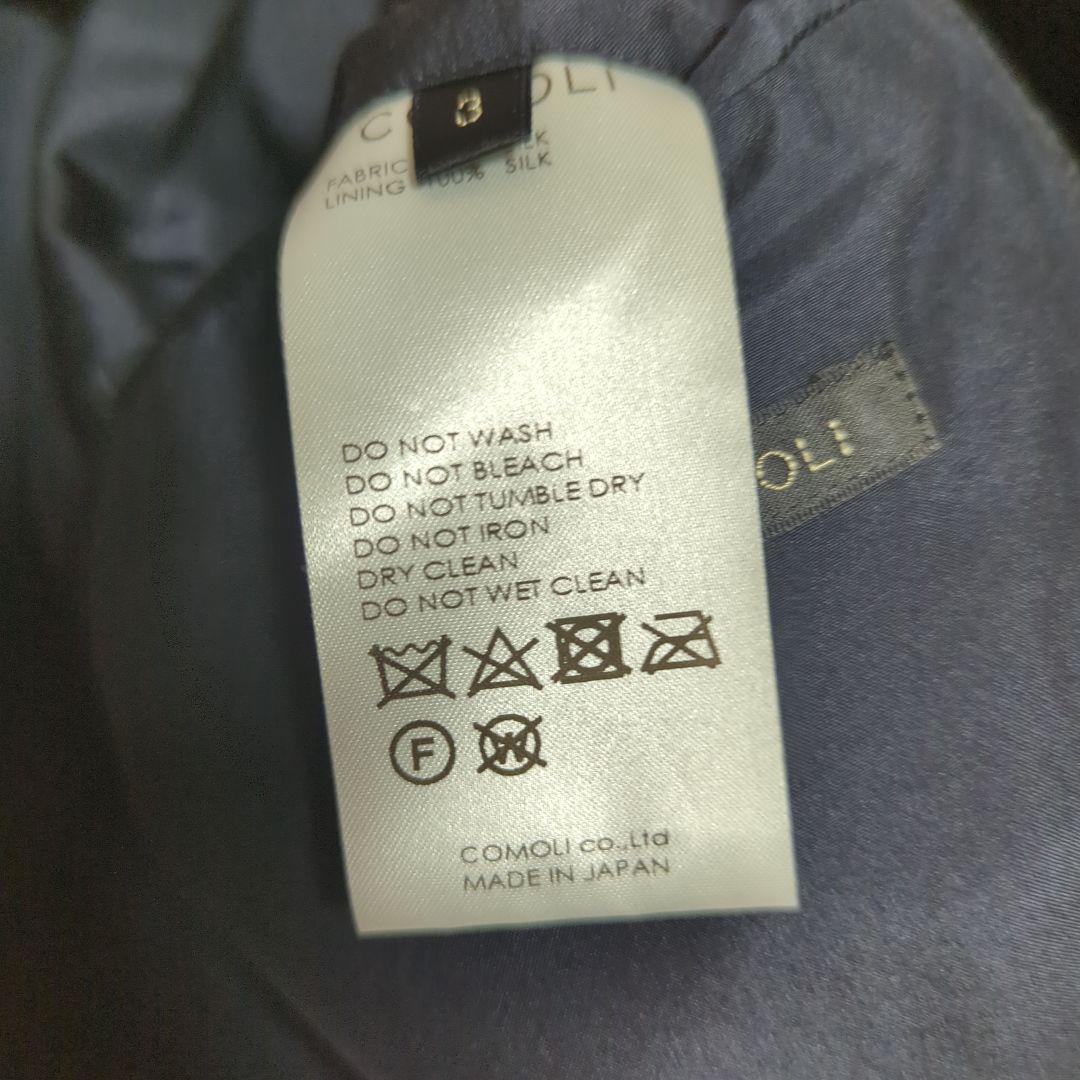 3
FABRIC
LINING 100% SILK
DO NOT WASH
DO NOT BLEACH
DO NOT TUMBLE DRY
DO NOT IRON
DRY CLEAN
DO NOT WET CLEAN
F W
COMOLI co.,Ltd
MADE IN JAPAN
OLI